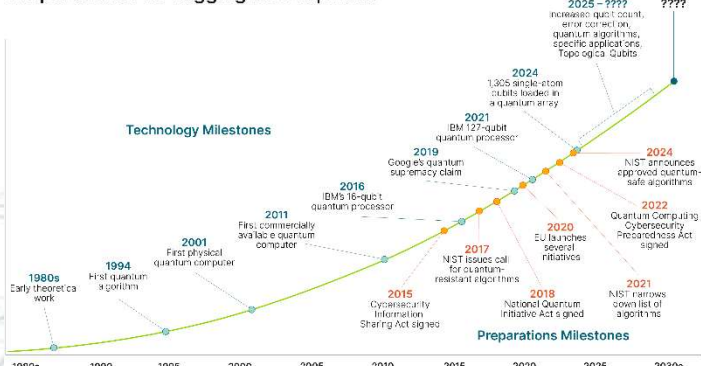 2025 – ????
Increased qubit count,
error correction,
quantum algorithms,
specific applications,
Topological Qubits
????
2024
1,305 single-atom
qubits loaded in
a quantum array
Technology Milestones
2021
IBM 127-qubit
quantum processor
2019
Google's quantum
supremacy claim
2016
IBM's 16-qubit
quantum processor
2011
First commercially
available quantum
computer
2001
First physical
quantum computer
1994
First quantum
algorithm
1980s
Early theoretical
work
2024
NIST announces
approved quantum-
safe algorithms
2022
Quantum Computing
Cybersecurity
Preparedness Act
signed
2020
EU launches
several
initiatives
2017
NIST issues call
for quantum-
resistant algorithms
2021
NIST narrows
down list of
algorithms
2015
Cybersecurity
Information
Sharing Act signed
2018
National Quantum
Initiative Act signed
Preparations Milestones
1980s 1990 1995 2000 2005 2010 2015 2020 2025 2030s